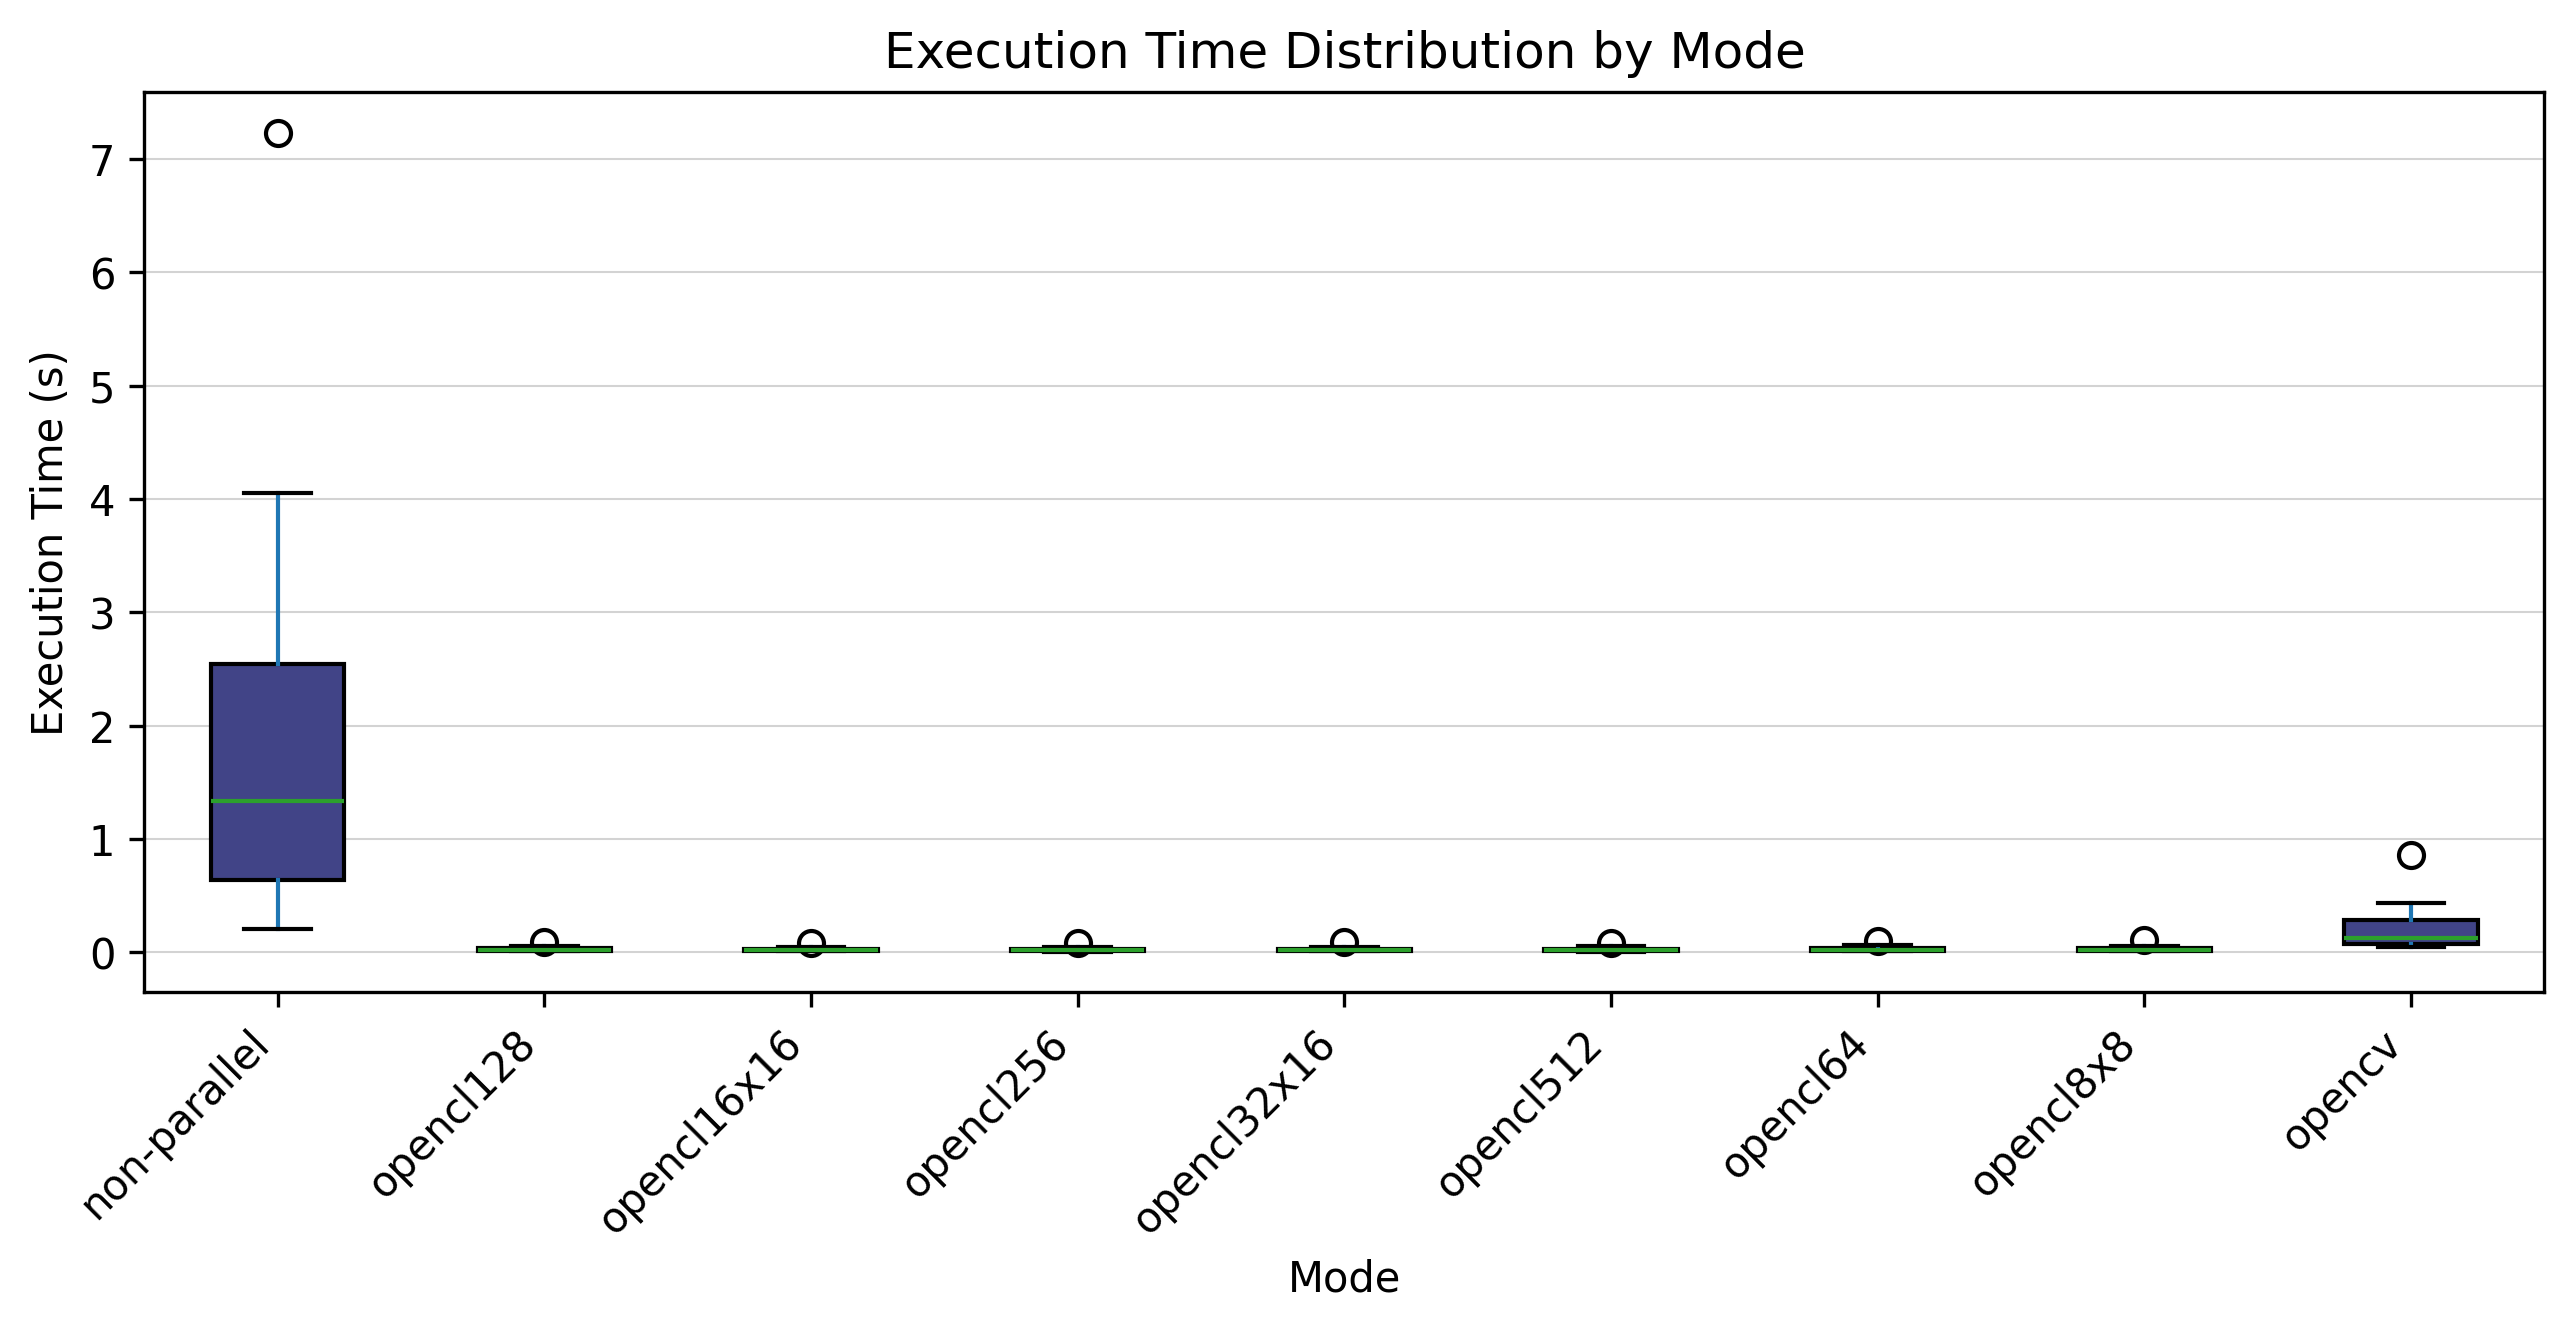 Execution Time Distribution by Mode
Execution Time (s)
7
6
5
4
3
2
1
0
non-parallel
opencl128
opencl16x16
opencl256
opencl32x16
opencl512
opencl64
opencl8x8
opencv
Mode